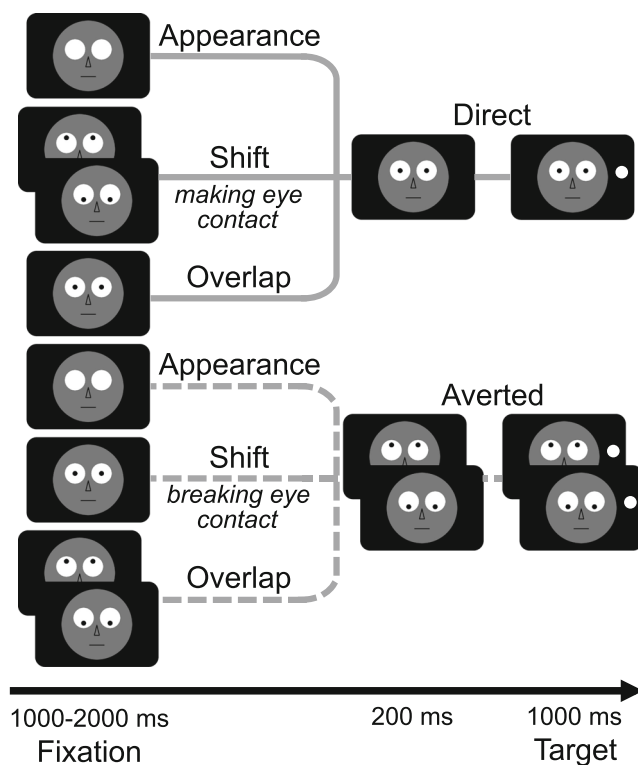 Appearance
Direct
Shift
making eye
contact
Overlap
Appearance
Averted
Shift
breaking eye
contact
Overlap
1000-2000 ms
200 ms
1000 ms
Fixation
Target